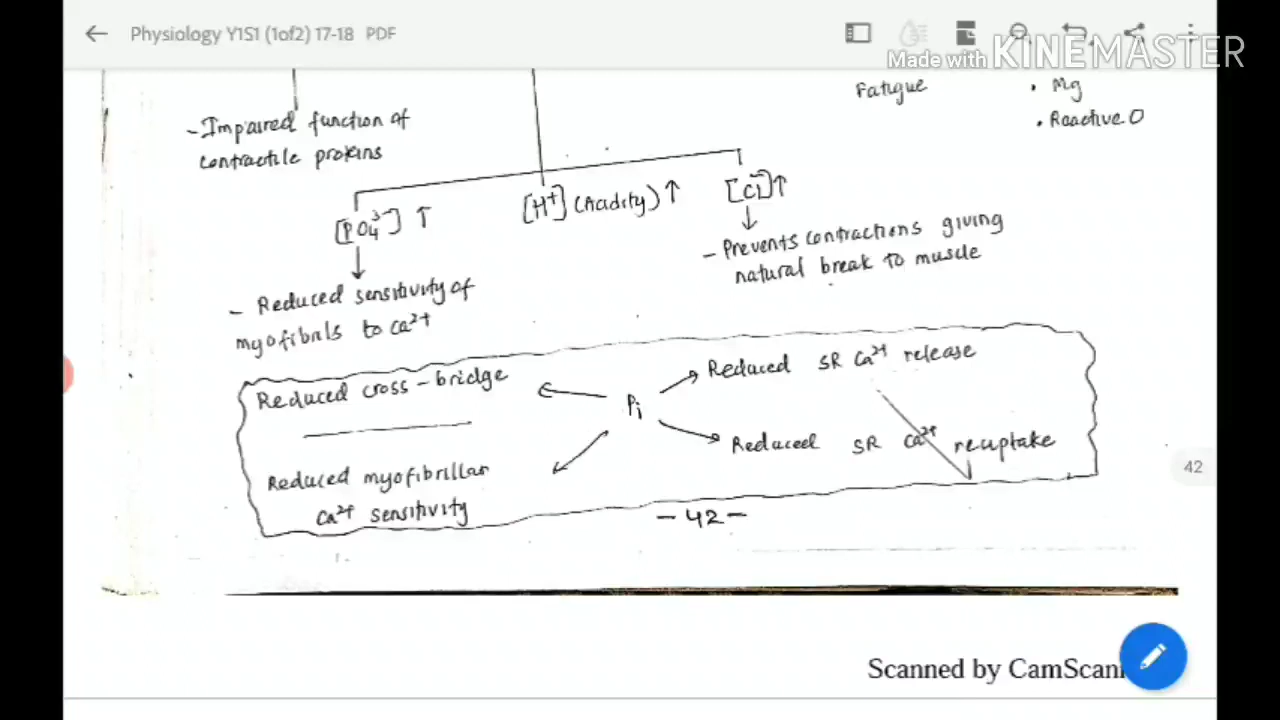 Physiology Y1S1 (1of2) 17-18 PDF
Made with KINEMASTER
Fatigue
• Mg
• Reactive O
- Impaired function of
contractile proteins
[PO₄³⁻] ↑
[H⁺] (Acidity) ↑
[Cl⁻] ↑
- Prevents contractions giving
natural break to muscle
- Reduced sensitivity of
myofibrils to Ca²⁺
Reduced cross-bridge
Pi
Reduced SR Ca²⁺ release
Reduced SR Ca²⁺ reuptake
Reduced myofibrillar
Ca²⁺ sensitivity
- 42 -
42
Scanned by CamScan